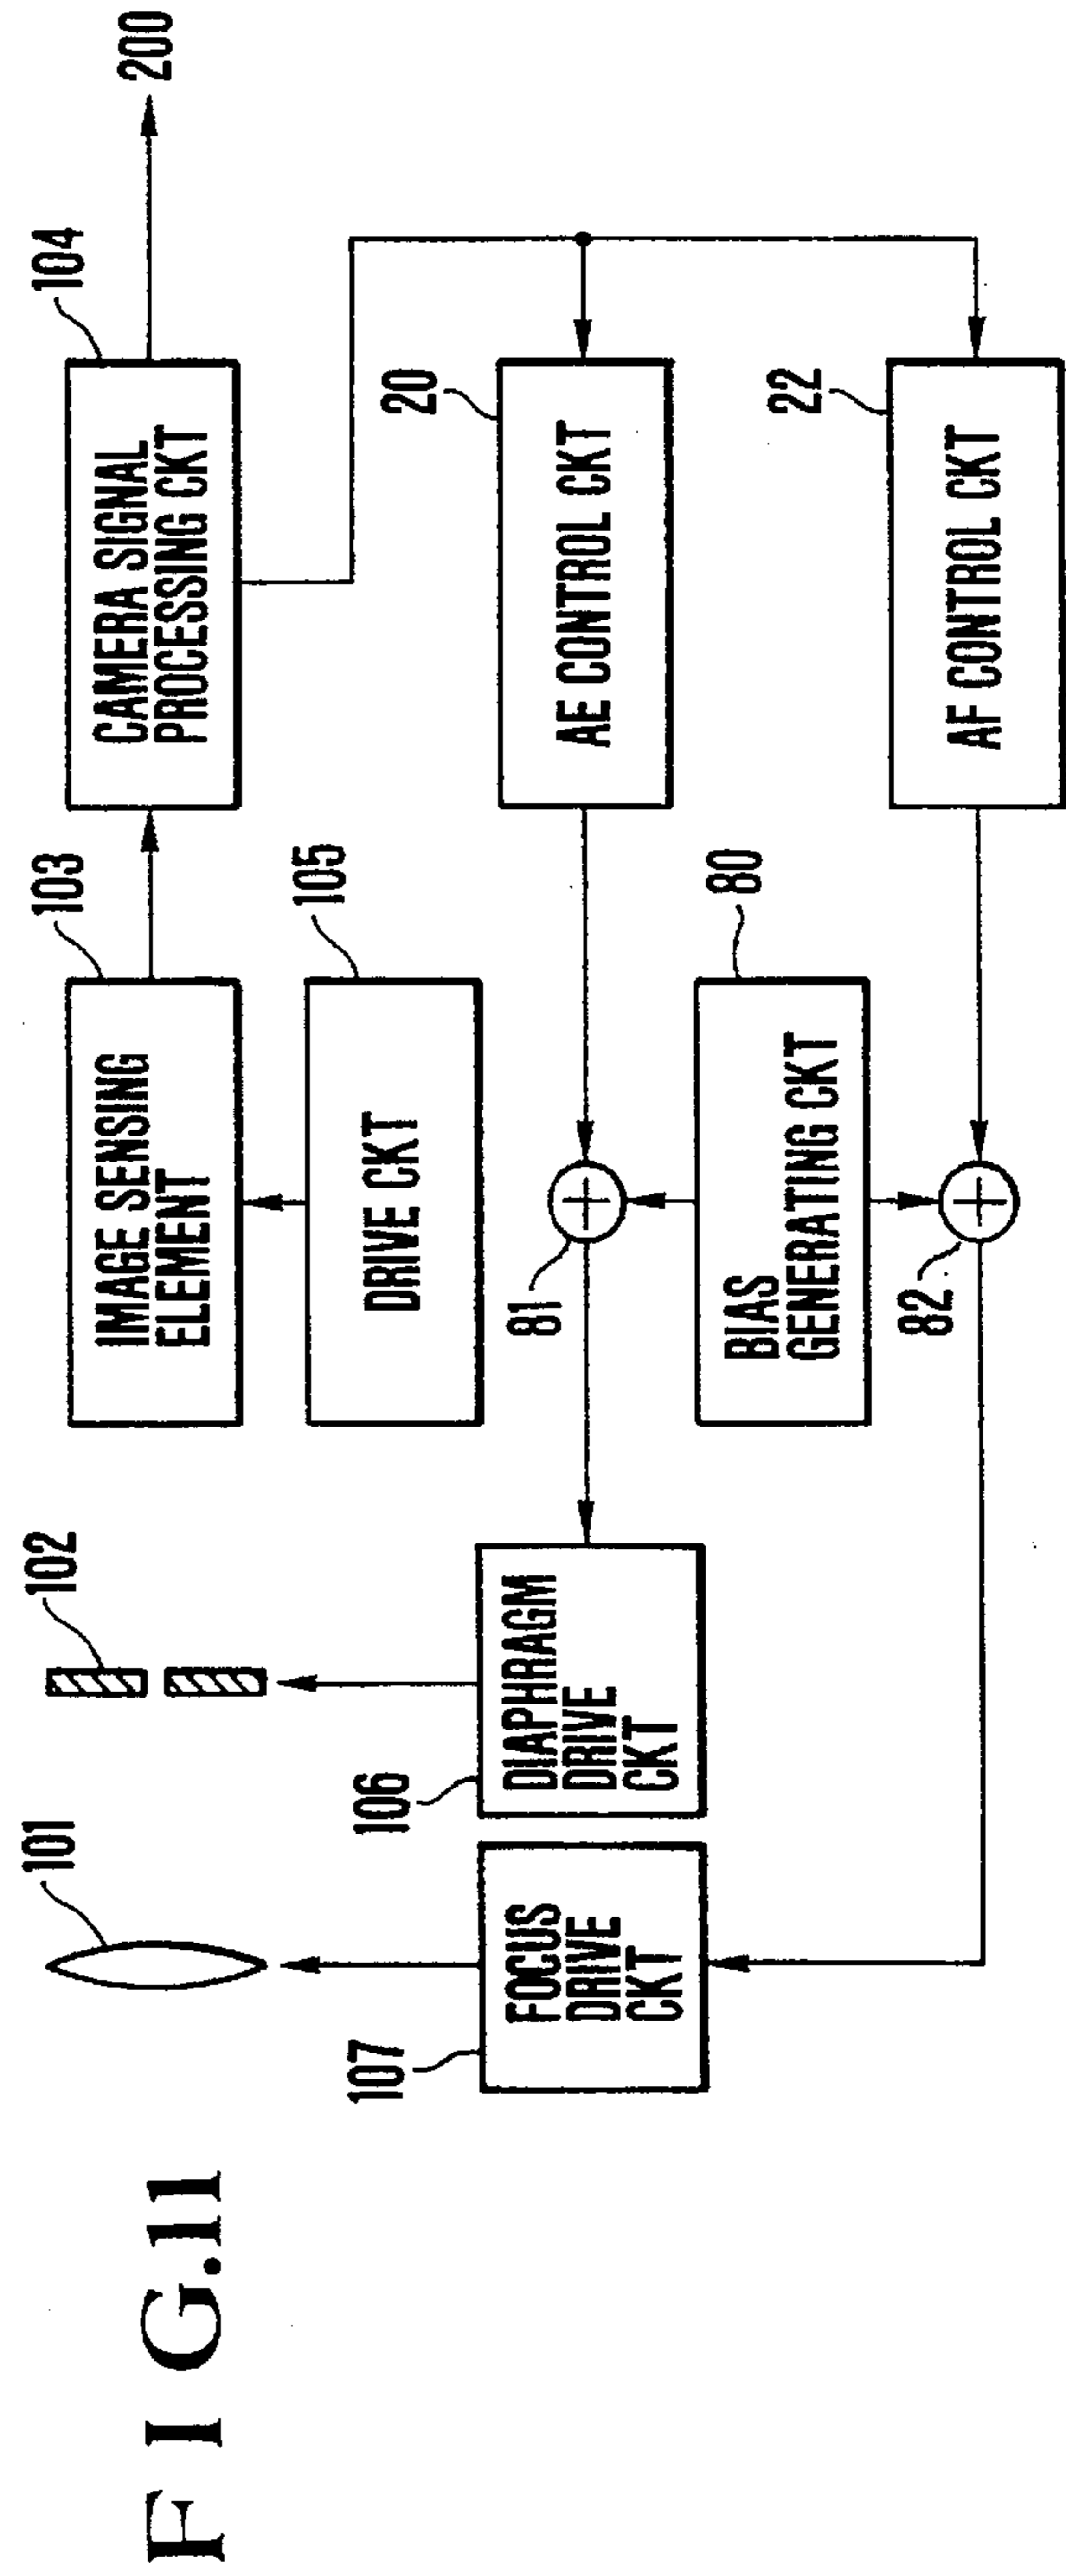 FIG.11
101
102
103
IMAGE SENSING
ELEMENT
104
CAMERA SIGNAL
PROCESSING CKT
200
105
DRIVE CKT
107
FOCUS
DRIVE
CKT
106
DIAPHRAGM
DRIVE
CKT
81
20
AE CONTROL CKT
80
BIAS
GENERATING CKT
82
22
AF CONTROL CKT